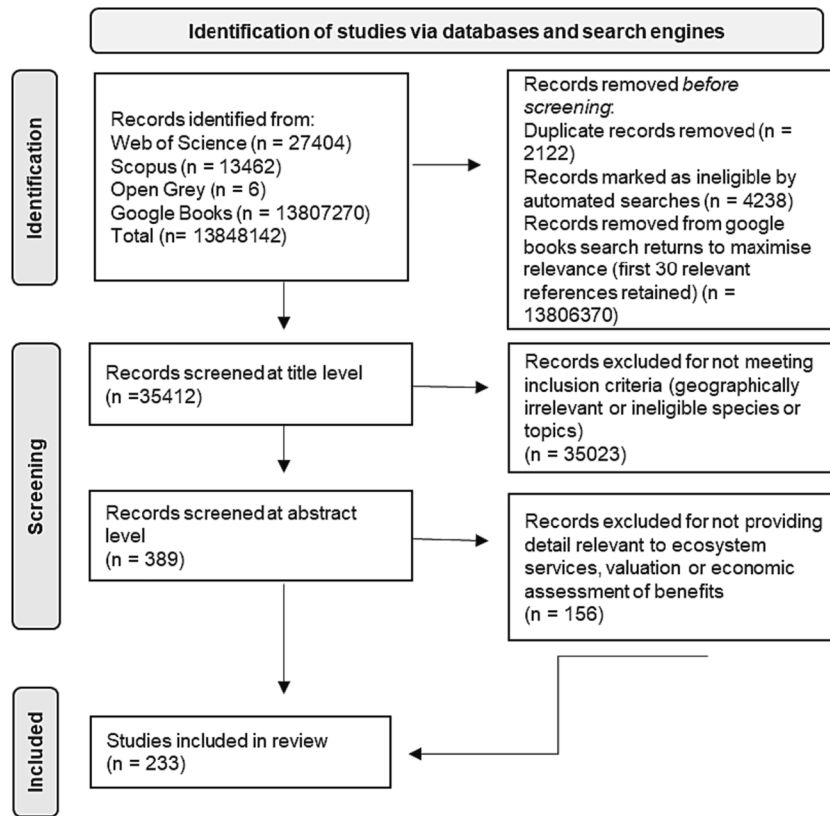 Identification of studies via databases and search engines
Identification
Records identified from:
Web of Science (n = 27404)
Scopus (n = 13462)
Open Grey (n = 6)
Google Books (n = 13807270)
Total (n= 13848142)
Records removed before
screening:
Duplicate records removed (n =
2122)
Records marked as ineligible by
automated searches (n = 4238)
Records removed from google
books search returns to maximise
relevance (first 30 relevant
references retained) (n =
13806370)
Screening
Records screened at title level
(n =35412)
Records excluded for not meeting
inclusion criteria (geographically
irrelevant or ineligible species or
topics)
(n = 35023)
Records screened at abstract
level
(n = 389)
Records excluded for not providing
detail relevant to ecosystem
services, valuation or economic
assessment of benefits
(n = 156)
Included
Studies included in review
(n = 233)